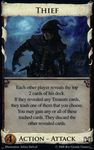 THIEF
Each other player reveals the top
2 cards of his deck.
If they revealed any Treasure cards,
they trash one of them that you choose.
You may gain any or all of these
trashed cards. They discard the
other revealed cards.
4
ACTION - ATTACK